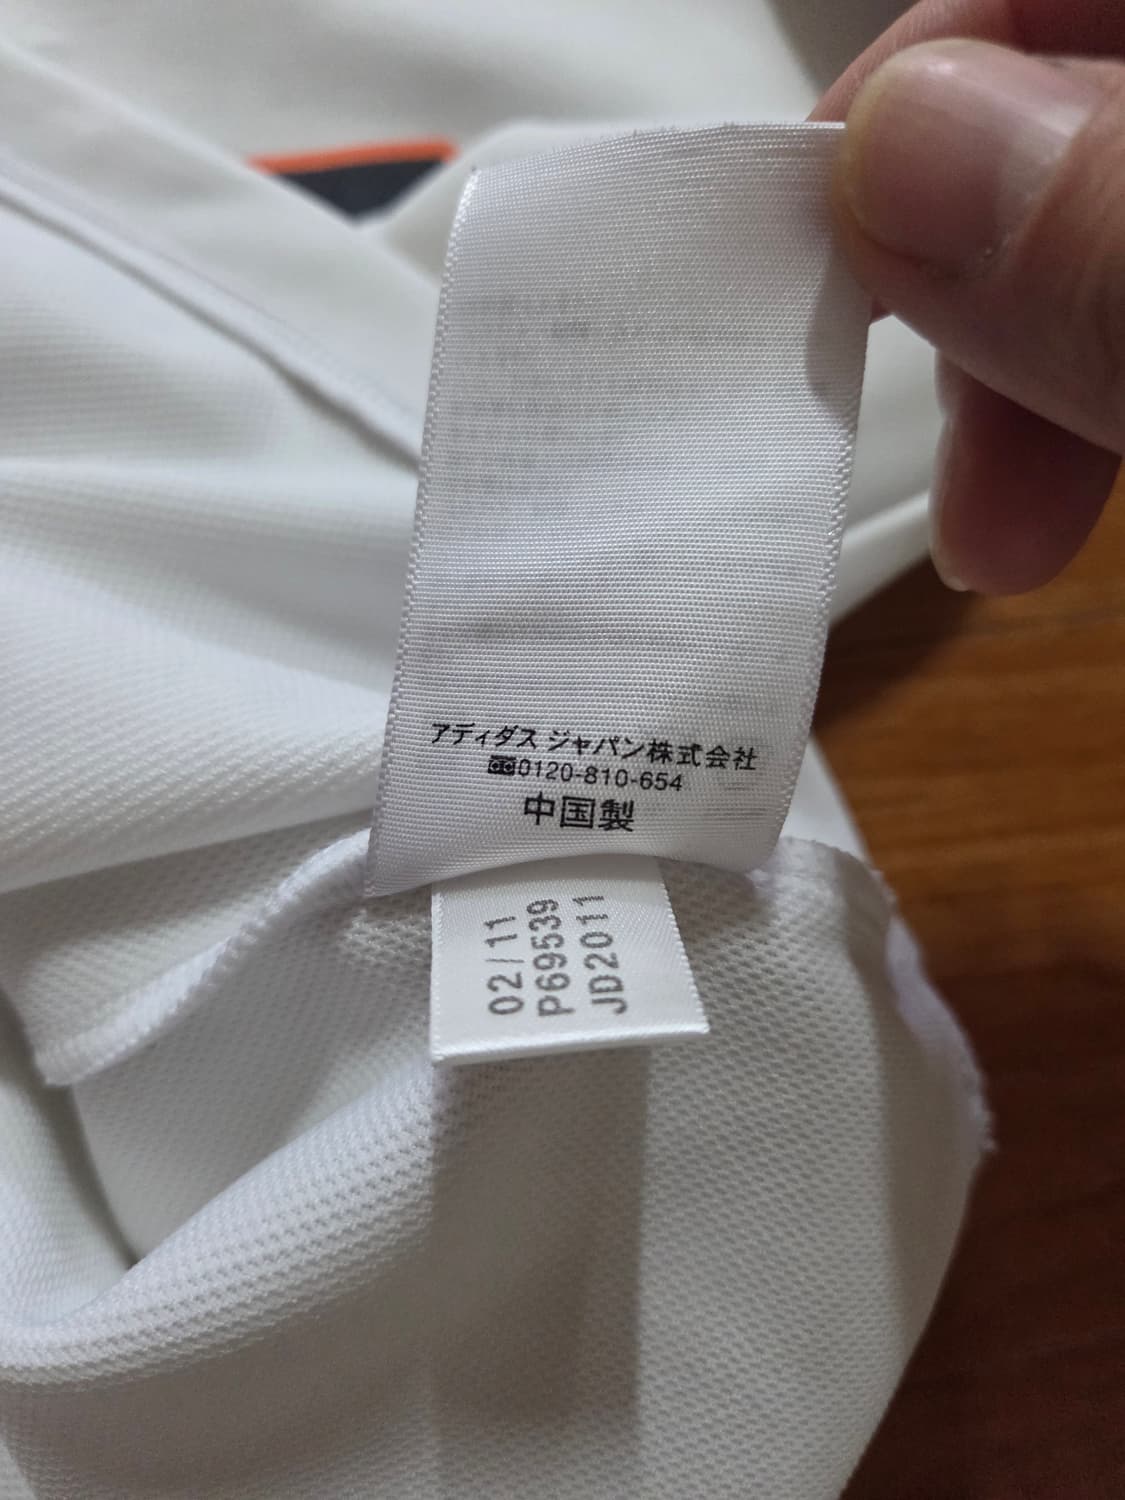 アディダス ジャパン株式会社
0120-810-654
中国製
02/11
P69539
JD2011